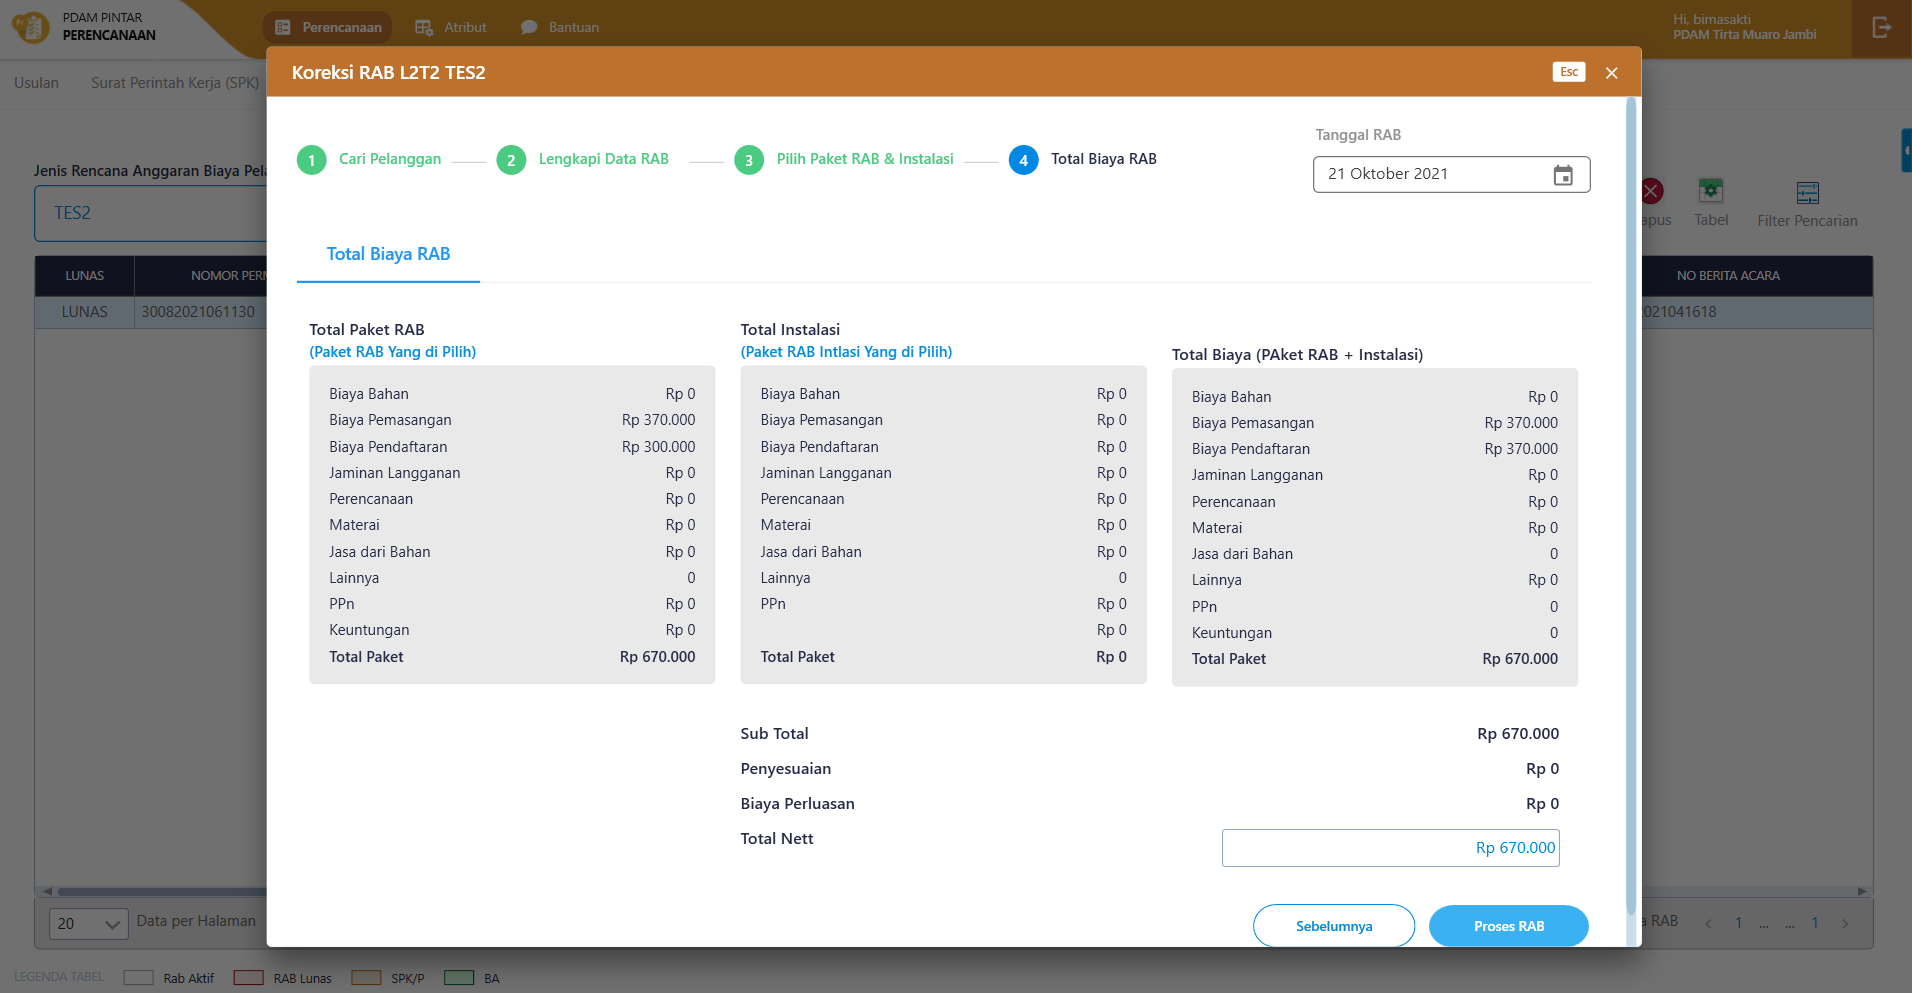 PDAM PINTAR
PERENCANAAN
Perencanaan
Atribut
Bantuan
Hi, bimasakti
PDAM Tirta Muaro Jambi
Usulan
Surat Perintah Kerja (SPK)
Koreksi RAB L2T2 TES2
Esc
1 Cari Pelanggan
2 Lengkapi Data RAB
3 Pilih Paket RAB & Instalasi
4 Total Biaya RAB
Tanggal RAB
21 Oktober 2021
Jenis Rencana Anggaran Biaya Pela
TES2
apus
Tabel
Filter Pencarian
Total Biaya RAB
LUNAS
NOMOR PERM
NO BERITA ACARA
LUNAS
30082021061130
021041618
Total Paket RAB
(Paket RAB Yang di Pilih)
Biaya Bahan Rp 0
Biaya Pemasangan Rp 370.000
Biaya Pendaftaran Rp 300.000
Jaminan Langganan Rp 0
Perencanaan Rp 0
Materai Rp 0
Jasa dari Bahan Rp 0
Lainnya 0
PPn Rp 0
Keuntungan Rp 0
Total Paket Rp 670.000
Total Instalasi
(Paket RAB Intlasi Yang di Pilih)
Biaya Bahan Rp 0
Biaya Pemasangan Rp 0
Biaya Pendaftaran Rp 0
Jaminan Langganan Rp 0
Perencanaan Rp 0
Materai Rp 0
Jasa dari Bahan Rp 0
Lainnya 0
PPn Rp 0
Rp 0
Total Paket Rp 0
Total Biaya (PAket RAB + Instalasi)
Biaya Bahan Rp 0
Biaya Pemasangan Rp 370.000
Biaya Pendaftaran Rp 370.000
Jaminan Langganan Rp 0
Perencanaan Rp 0
Materai Rp 0
Jasa dari Bahan 0
Lainnya Rp 0
PPn 0
Keuntungan 0
Total Paket Rp 670.000
Sub Total Rp 670.000
Penyesuaian Rp 0
Biaya Perluasan Rp 0
Total Nett Rp 670.000
Sebelumnya
Proses RAB
20 Data per Halaman
a RAB < 1 ... ... 1 >
LEGENDA TABEL
Rab Aktif
RAB Lunas
SPK/P
BA